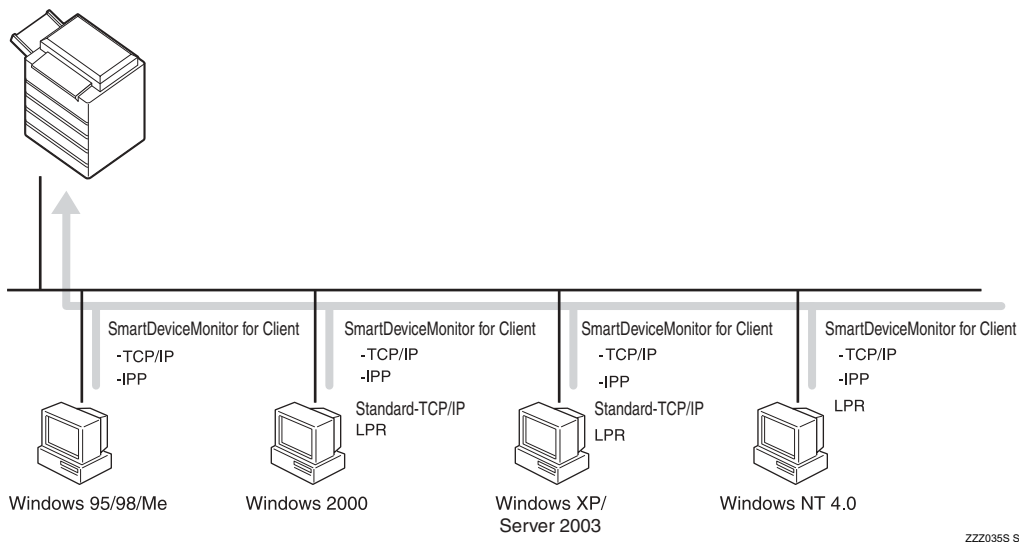 SmartDeviceMonitor for Client
-TCP/IP
-IPP
Windows 95/98/Me
SmartDeviceMonitor for Client
-TCP/IP
-IPP
Standard-TCP/IP
LPR
Windows 2000
SmartDeviceMonitor for Client
-TCP/IP
-IPP
Standard-TCP/IP
LPR
Windows XP/
Server 2003
SmartDeviceMonitor for Client
-TCP/IP
-IPP
LPR
Windows NT 4.0
ZZZ035S S